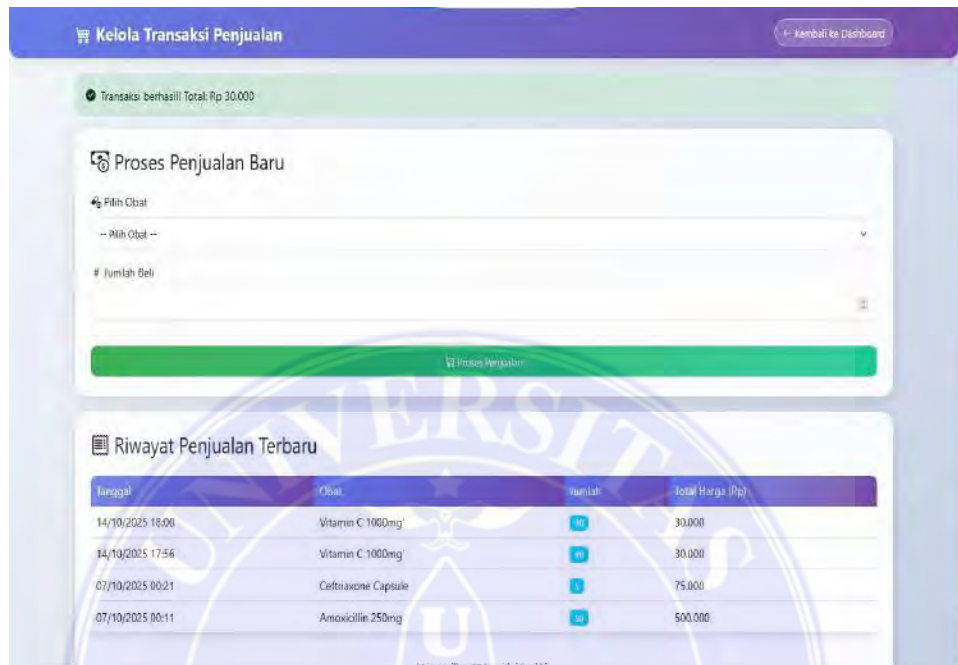 Kelola Transaksi Penjualan
← Kembali ke Dashboard
Transaksi berhasil! Total: Rp 30.000
Proses Penjualan Baru
Pilih Obat
-- Pilih Obat --
# Jumlah Beli
Proses Penjualan
Riwayat Penjualan Terbaru
Tanggal Obat Jumlah Total Harga (Rp)
14/10/2025 18:00 Vitamin C 1000mg' 30.000
14/10/2025 17:56 Vitamin C 1000mg' 30.000
07/10/2025 00:21 Ceftriaxone Capsule 75.000
07/10/2025 00:11 Amoxicillin 250mg 500.000
UNIVERSITAS
U